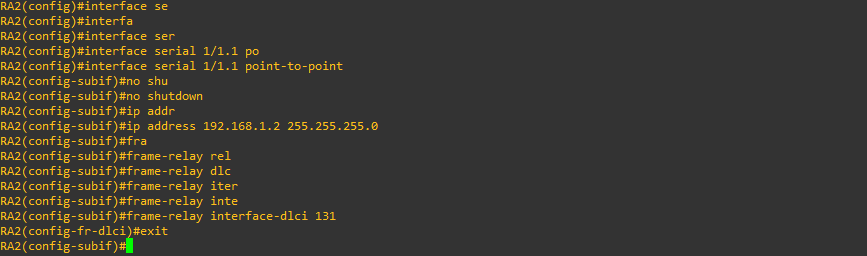 RA2(config)#interface se
RA2(config)#interfa
RA2(config)#interface ser
RA2(config)#interface serial 1/1.1 po
RA2(config)#interface serial 1/1.1 point-to-point
RA2(config-subif)#no shu
RA2(config-subif)#no shutdown
RA2(config-subif)#ip addr
RA2(config-subif)#ip address 192.168.1.2 255.255.255.0
RA2(config-subif)#fra
RA2(config-subif)#frame-relay rel
RA2(config-subif)#frame-relay dlc
RA2(config-subif)#frame-relay iter
RA2(config-subif)#frame-relay inte
RA2(config-subif)#frame-relay interface-dlci 131
RA2(config-fr-dlci)#exit
RA2(config-subif)#